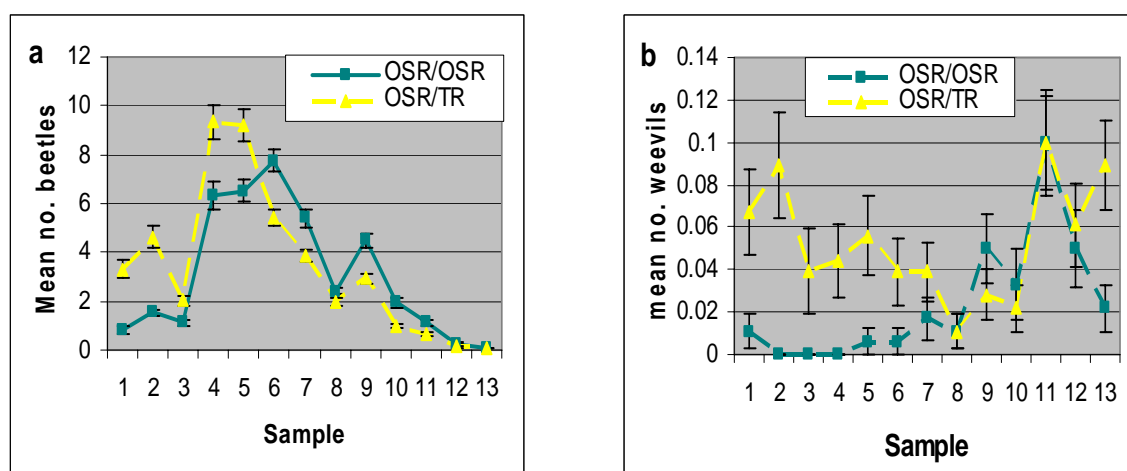 a
Mean no. beetles
12
10
8
6
4
2
0
OSR/OSR
OSR/TR
1 2 3 4 5 6 7 8 9 10 11 12 13
Sample
b
mean no. weevils
0.14
0.12
0.1
0.08
0.06
0.04
0.02
0
OSR/OSR
OSR/TR
1 2 3 4 5 6 7 8 9 10 11 12 13
Sample